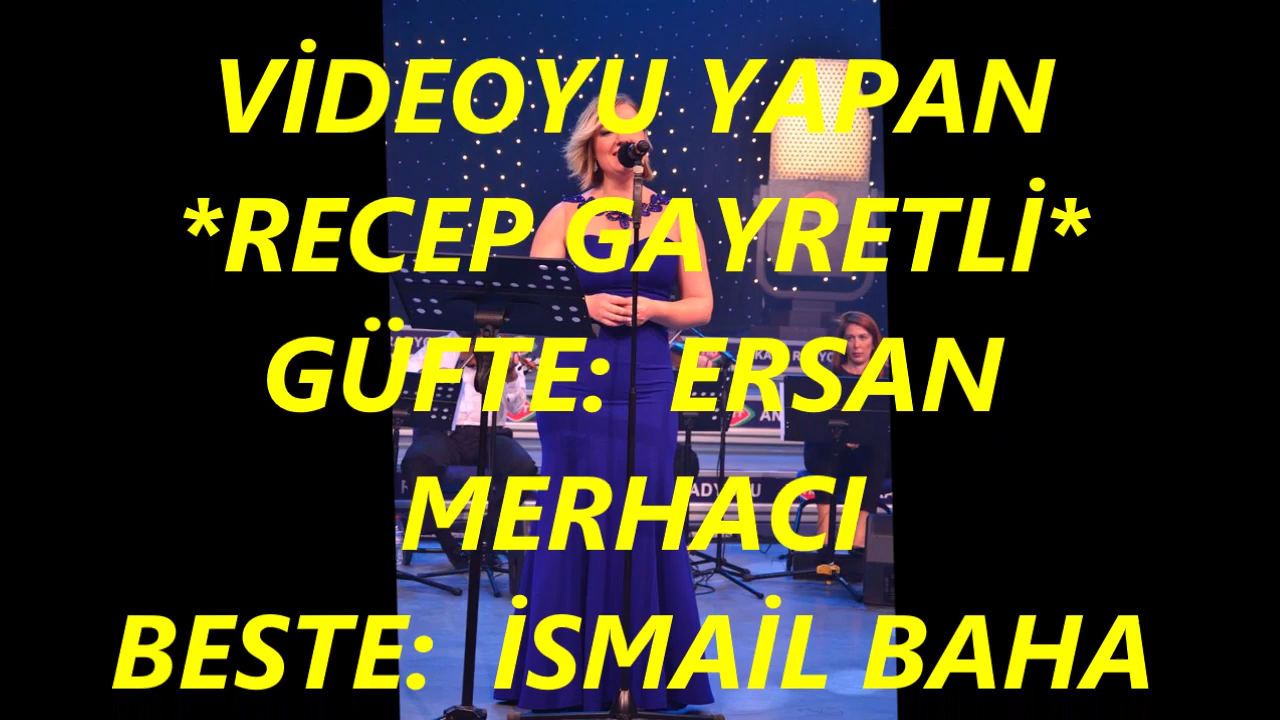 VİDEOYU YAPAN
*RECEP GAYRETLİ*
GÜFTE: ERSAN
MERHACI
BESTE: İSMAİL BAHA